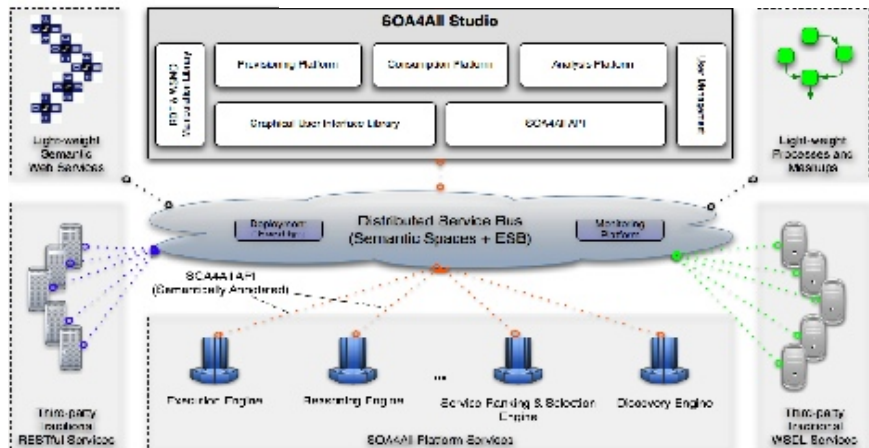 SOA4All Studio
Provisioning Platform
Consumption Platform
Analysis Platform
Graphical User Interface Library
SOA4All API
User Management
Light-weight
Semantic
Web Services
Light-weight
Processes and
Mashups
Distributed Service Bus
(Semantic Spaces + ESB)
Deployment
Monitoring
Platform
SOA4All API
(Semantically Annotated)
Execution Engine
Reasoning Engine
...
Service Ranking & Selection
Engine
Discovery Engine
Third-party
Traditional
RESTful Services
SOA4All Platform Services
Third-party
Traditional
WSDL Services